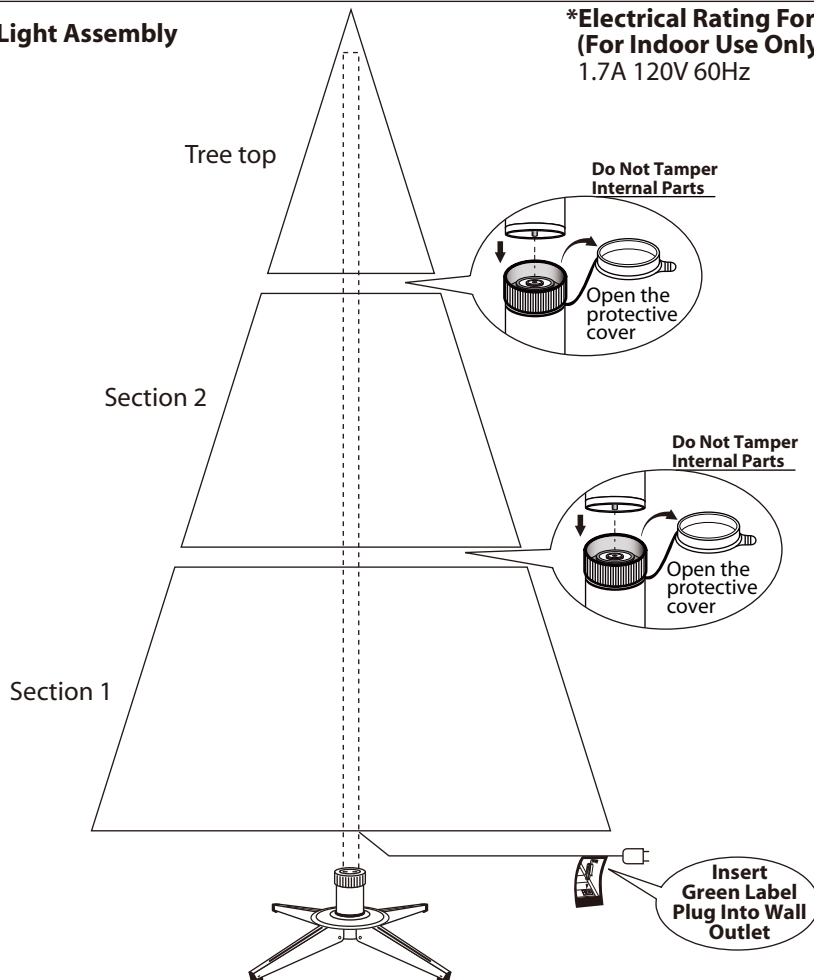 Light Assembly
*Electrical Rating For
(For Indoor Use Only
1.7A 120V 60Hz
Tree top
Do Not Tamper
Internal Parts
Open the
protective
cover
Section 2
Do Not Tamper
Internal Parts
Open the
protective
cover
Section 1
Insert
Green Label
Plug Into Wall
Outlet